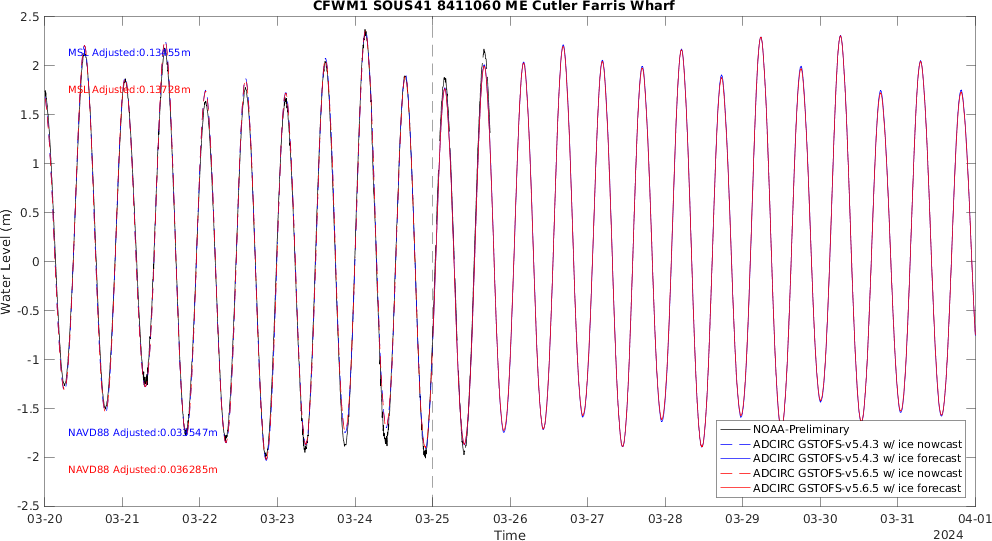 CFWM1 SOUS41 8411060 ME Cutler Farris Wharf
2.5
2
1.5
1
0.5
0
-0.5
-1
-1.5
-2
-2.5
Water Level (m)
MSL Adjusted:0.13455m
MSL Adjusted:0.13728m
NAVD88 Adjusted:0.033547m
NAVD88 Adjusted:0.036285m
NOAA-Preliminary
ADCIRC GSTOFS-v5.4.3 w/ ice nowcast
ADCIRC GSTOFS-v5.4.3 w/ ice forecast
ADCIRC GSTOFS-v5.6.5 w/ ice nowcast
ADCIRC GSTOFS-v5.6.5 w/ ice forecast
03-20 03-21 03-22 03-23 03-24 03-25 03-26 03-27 03-28 03-29 03-30 03-31 04-01
Time
2024